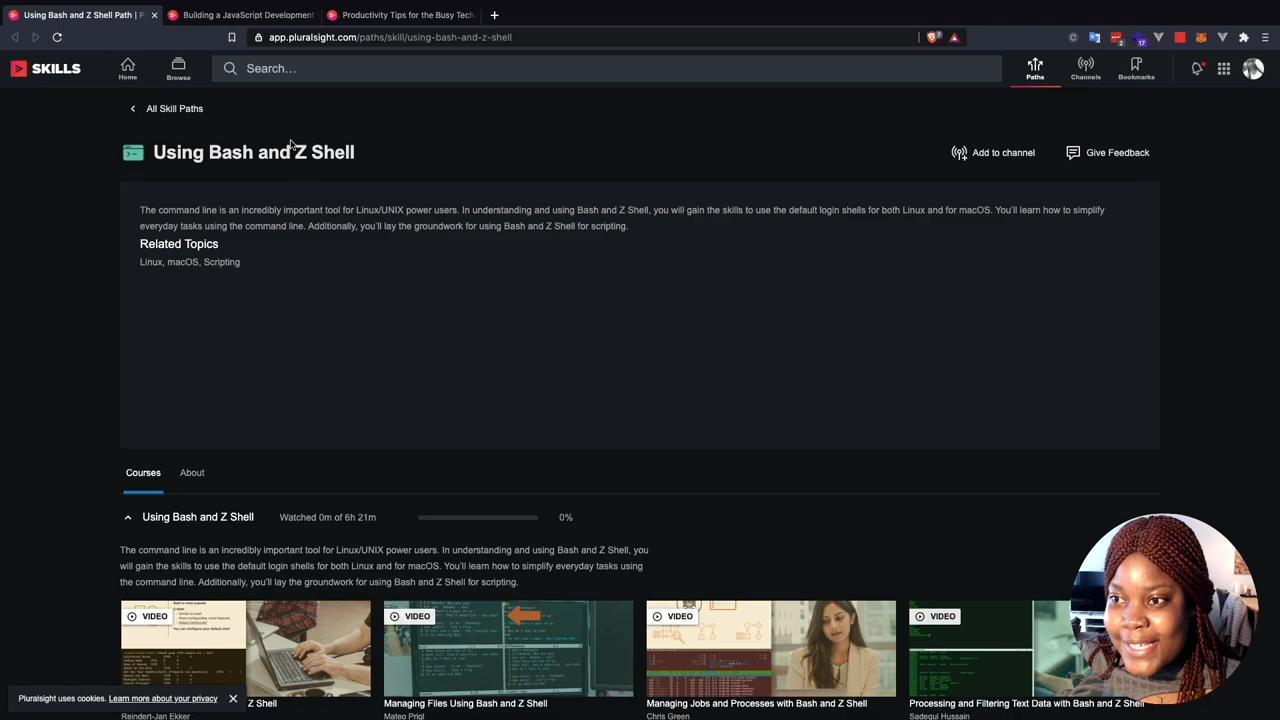 Using Bash and Z Shell Path | P
Building a JavaScript Development
Productivity Tips for the Busy Tech
app.pluralsight.com/paths/skill/using-bash-and-z-shell
7
2
17
SKILLS
Home
Browse
Search...
Paths
Channels
Bookmarks
All Skill Paths
Using Bash and Z Shell
Add to channel
Give Feedback
The command line is an incredibly important tool for Linux/UNIX power users. In understanding and using Bash and Z Shell, you will gain the skills to use the default login shells for both Linux and for macOS. You'll learn how to simplify
everyday tasks using the command line. Additionally, you'll lay the groundwork for using Bash and Z Shell for scripting.
Related Topics
Linux, macOS, Scripting
Courses
About
Using Bash and Z Shell
Watched 0m of 6h 21m
0%
The command line is an incredibly important tool for Linux/UNIX power users. In understanding and using Bash and Z Shell, you
will gain the skills to use the default login shells for both Linux and for macOS. You'll learn how to simplify everyday tasks using
the command line. Additionally, you'll lay the groundwork for using Bash and Z Shell for scripting.
VIDEO
VIDEO
VIDEO
VIDEO
Pluralsight uses cookies. Learn more about your privacy
Z Shell
Reindert-Jan Ekker
Managing Files Using Bash and Z Shell
Mateo Prigl
Managing Jobs and Processes with Bash and Z Shell
Chris Green
Processing and Filtering Text Data with Bash and Z Shell
Sadequl Hussain